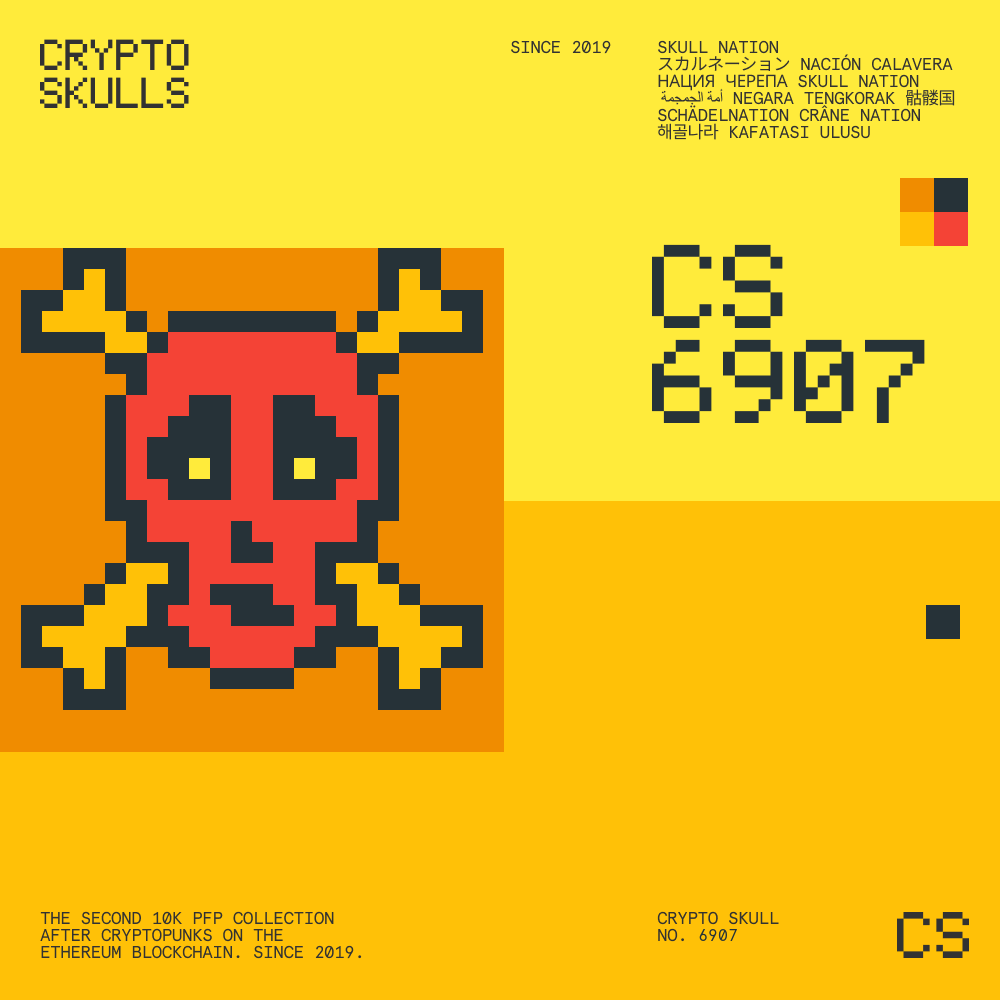 CRYPTO
SKULLS
SINCE 2019
SKULL NATION
スカルネーション NACIÓN CALAVERA
НАЦИЯ ЧЕРЕПА SKULL NATION
أمة الجمجمة NEGARA TENGKORAK 骷髅国
SCHÄDELNATION CRÂNE NATION
해골나라 KAFATASI ULUSU
CS
6907
THE SECOND 10K PFP COLLECTION
AFTER CRYPTOPUNKS ON THE
ETHEREUM BLOCKCHAIN. SINCE 2019.
CRYPTO SKULL
NO. 6907
CS